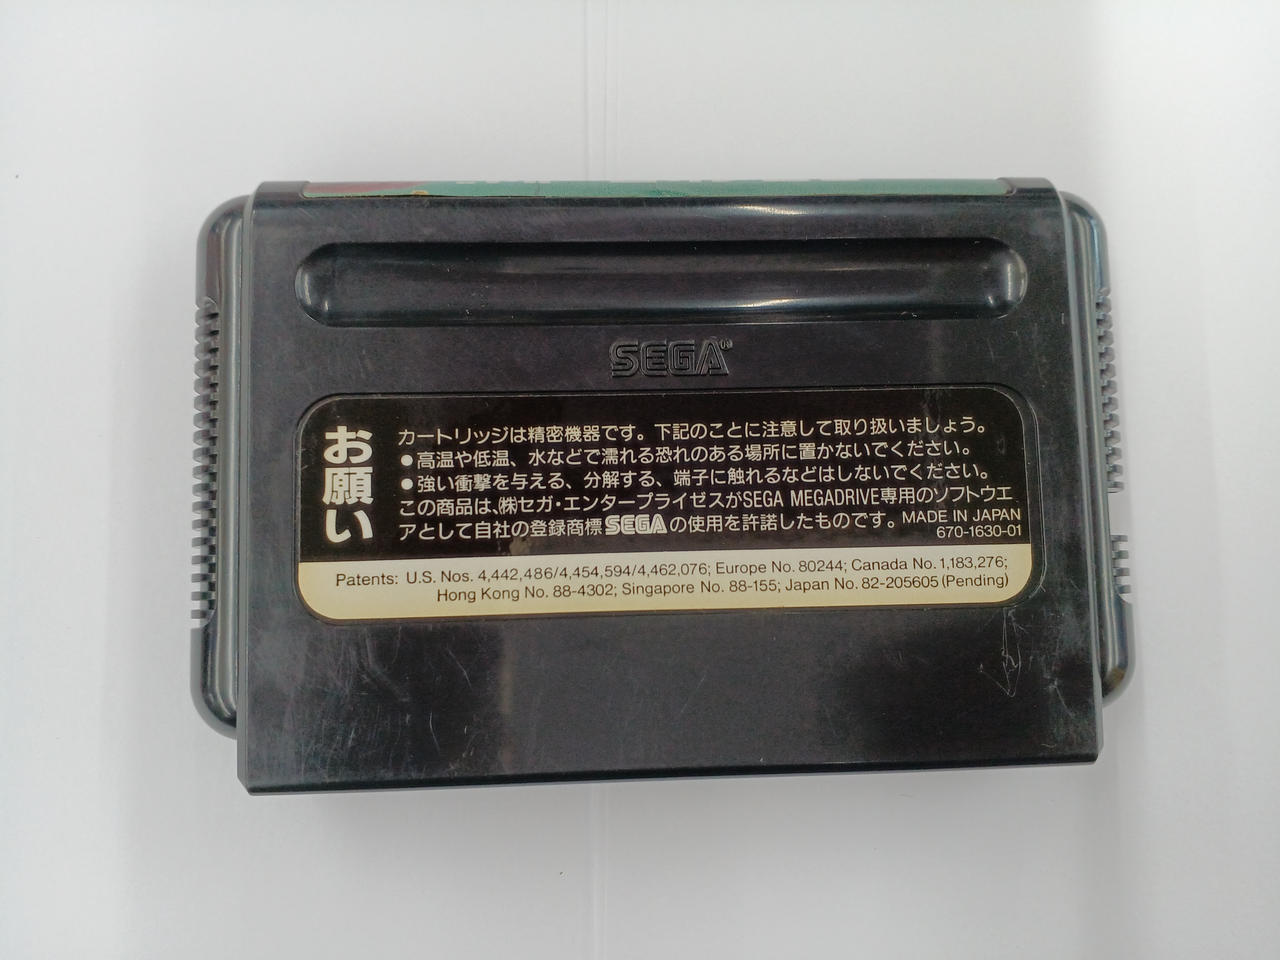 SEGA®
お願い
カートリッジは精密機器です。下記のことに注意して取り扱いましょう。
●高温や低温、水などで濡れる恐れのある場所に置かないでください。
●強い衝撃を与える、分解する、端子に触れるなどはしないでください。
この商品は、㈱セガ・エンタープライゼスがSEGA MEGADRIVE専用のソフトウエ
アとして自社の登録商標SEGAの使用を許諾したものです。MADE IN JAPAN
670-1630-01
Patents: U.S. Nos. 4,442,486/4,454,594/4,462,076; Europe No. 80244; Canada No. 1,183,276;
Hong Kong No. 88-4302; Singapore No. 88-155; Japan No. 82-205605 (Pending)